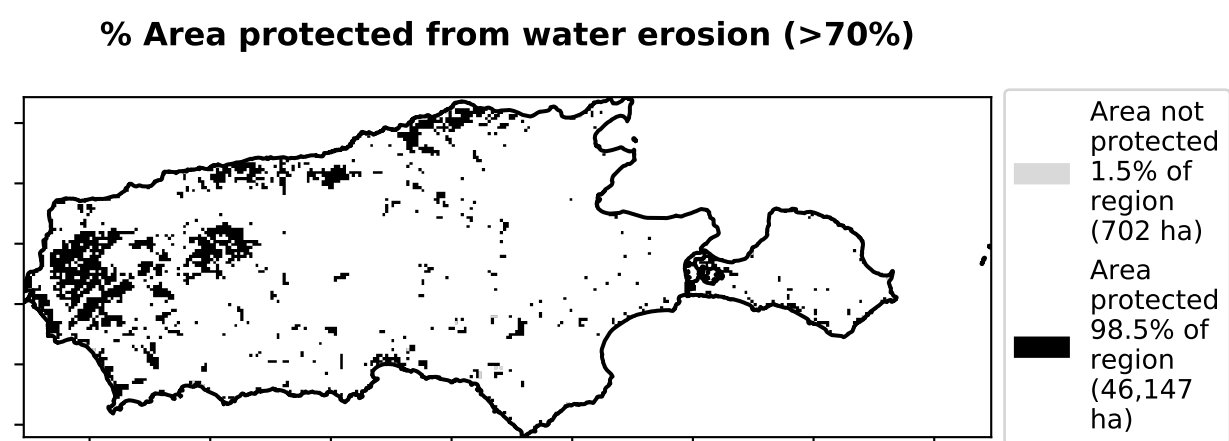 % Area protected from water erosion (>70%)
Area not
protected
1.5% of
region
(702 ha)
Area
protected
98.5% of
region
(46,147
ha)